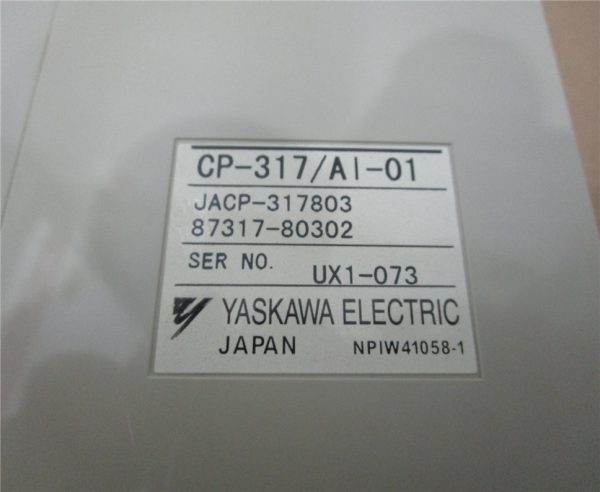 CP-317/AI-01
JACP-317803
87317-80302
SER NO. UX1-073
YASKAWA ELECTRIC
JAPAN NPIW41058-1